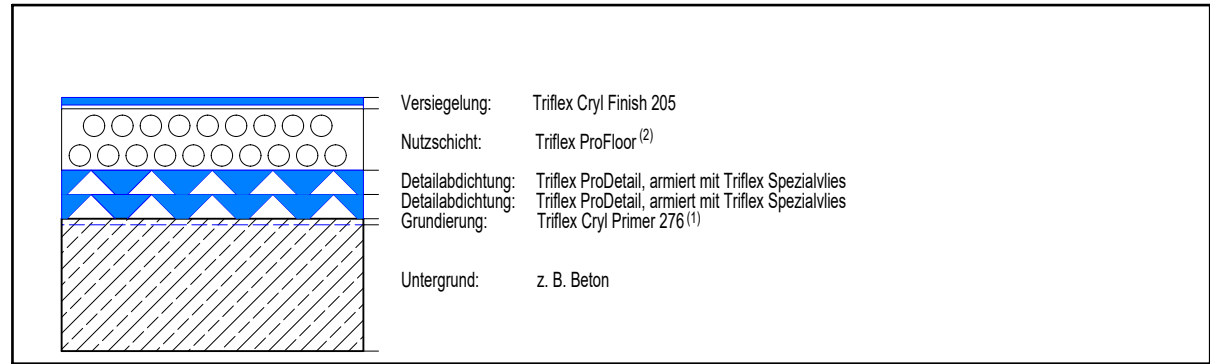 Versiegelung: Triflex Cryl Finish 205
Nutzschicht: Triflex ProFloor (2)
Detailabdichtung: Triflex ProDetail, armiert mit Triflex Spezialvlies
Detailabdichtung: Triflex ProDetail, armiert mit Triflex Spezialvlies
Grundierung: Triflex Cryl Primer 276 (1)
Untergrund: z. B. Beton